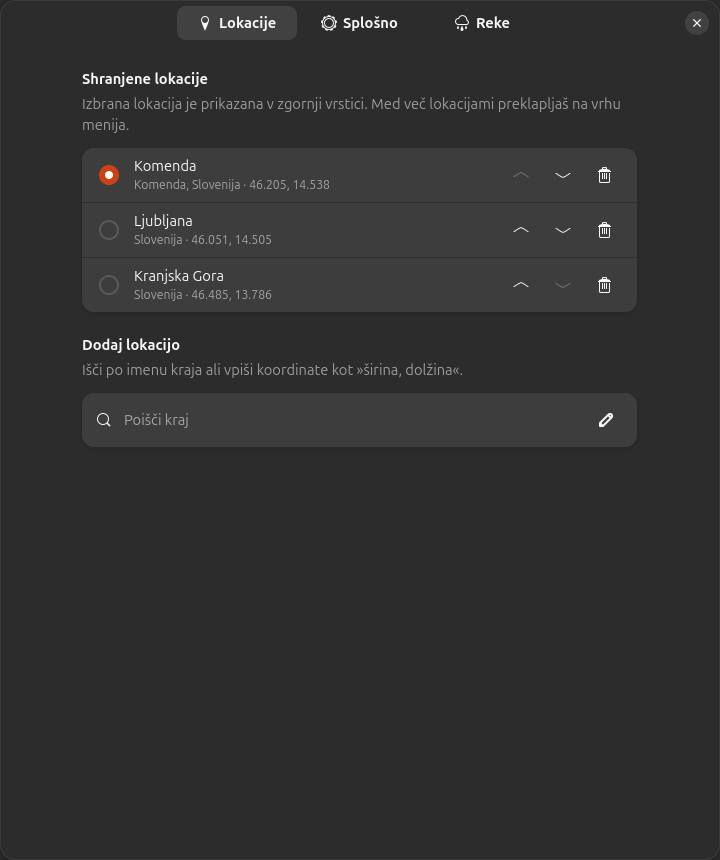 Lokacije
Splošno
Reke
Shranjene lokacije
Izbrana lokacija je prikazana v zgornji vrstici. Med več lokacijami preklapljaš na vrhu
menija.
Komenda
Komenda, Slovenija · 46.205, 14.538
Ljubljana
Slovenija · 46.051, 14.505
Kranjska Gora
Slovenija · 46.485, 13.786
Dodaj lokacijo
Išči po imenu kraja ali vpiši koordinate kot »širina, dolžina«.
Poišči kraj